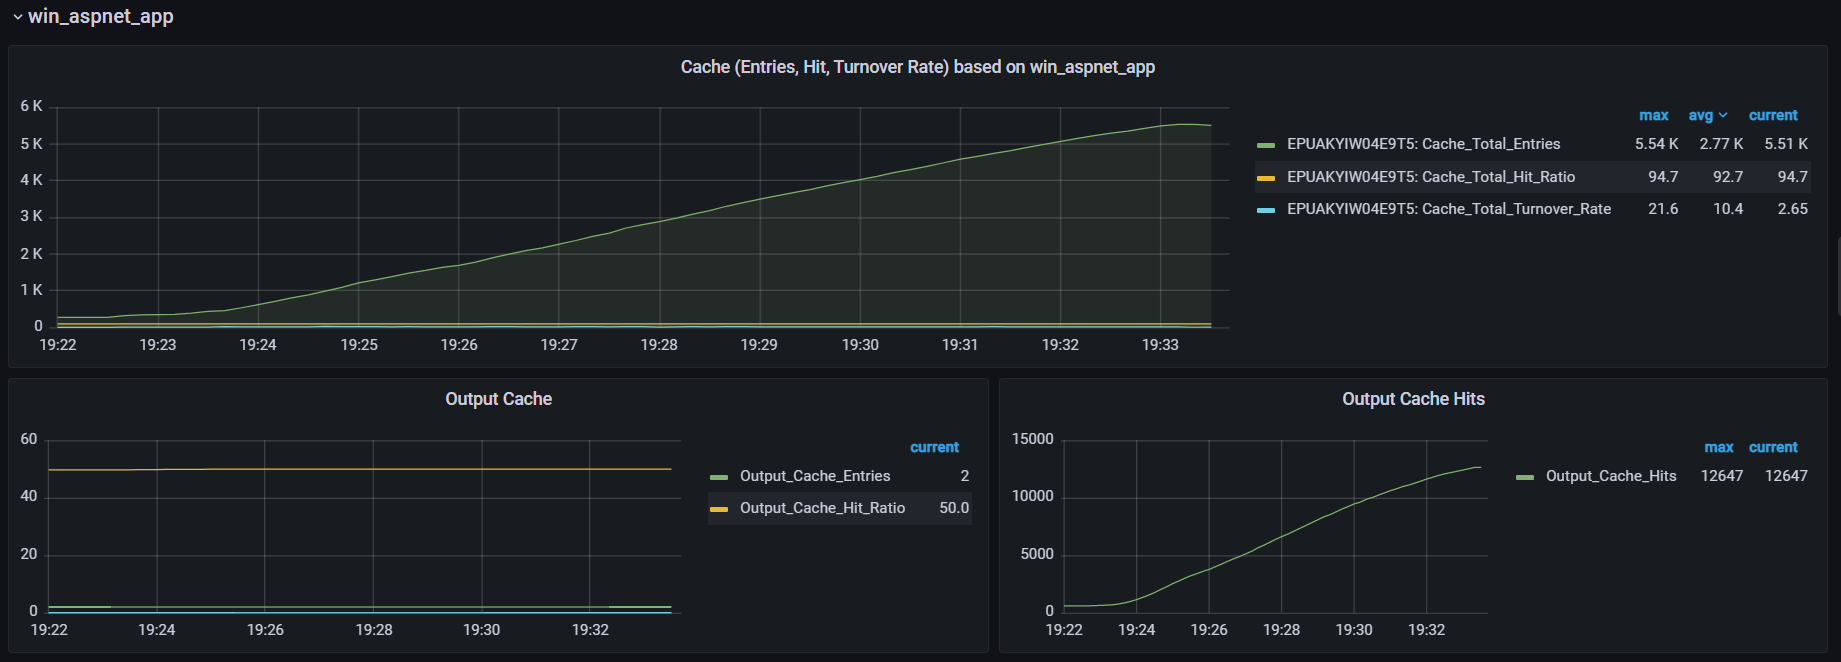 win_aspnet_app
Cache (Entries, Hit, Turnover Rate) based on win_aspnet_app
6 K
5 K
4 K
3 K
2 K
1 K
0
19:22 19:23 19:24 19:25 19:26 19:27 19:28 19:29 19:30 19:31 19:32 19:33
max avg current
EPUAKYIW04E9T5: Cache_Total_Entries 5.54 K 2.77 K 5.51 K
EPUAKYIW04E9T5: Cache_Total_Hit_Ratio 94.7 92.7 94.7
EPUAKYIW04E9T5: Cache_Total_Turnover_Rate 21.6 10.4 2.65
Output Cache
60
40
20
0
19:22 19:24 19:26 19:28 19:30 19:32
current
Output_Cache_Entries 2
Output_Cache_Hit_Ratio 50.0
Output Cache Hits
15000
10000
5000
0
19:22 19:24 19:26 19:28 19:30 19:32
max current
Output_Cache_Hits 12647 12647